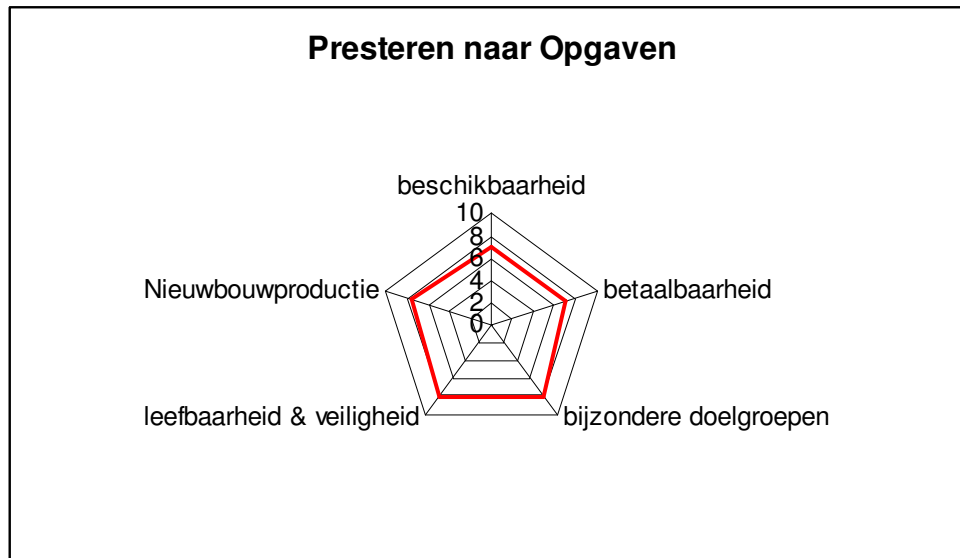 Presteren naar Opgaven
beschikbaarheid
10
8
6
4
2
0
Nieuwbouwproductie
betaalbaarheid
leefbaarheid & veiligheid
bijzondere doelgroepen